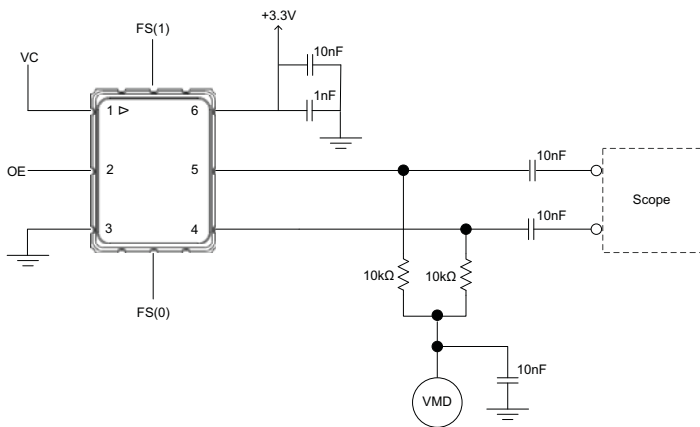 +3.3V
FS(1)
10nF
VC
1nF
1
6
OE
2
5
10nF
Scope
3
4
10nF
10kΩ
10kΩ
FS(0)
10nF
VMD